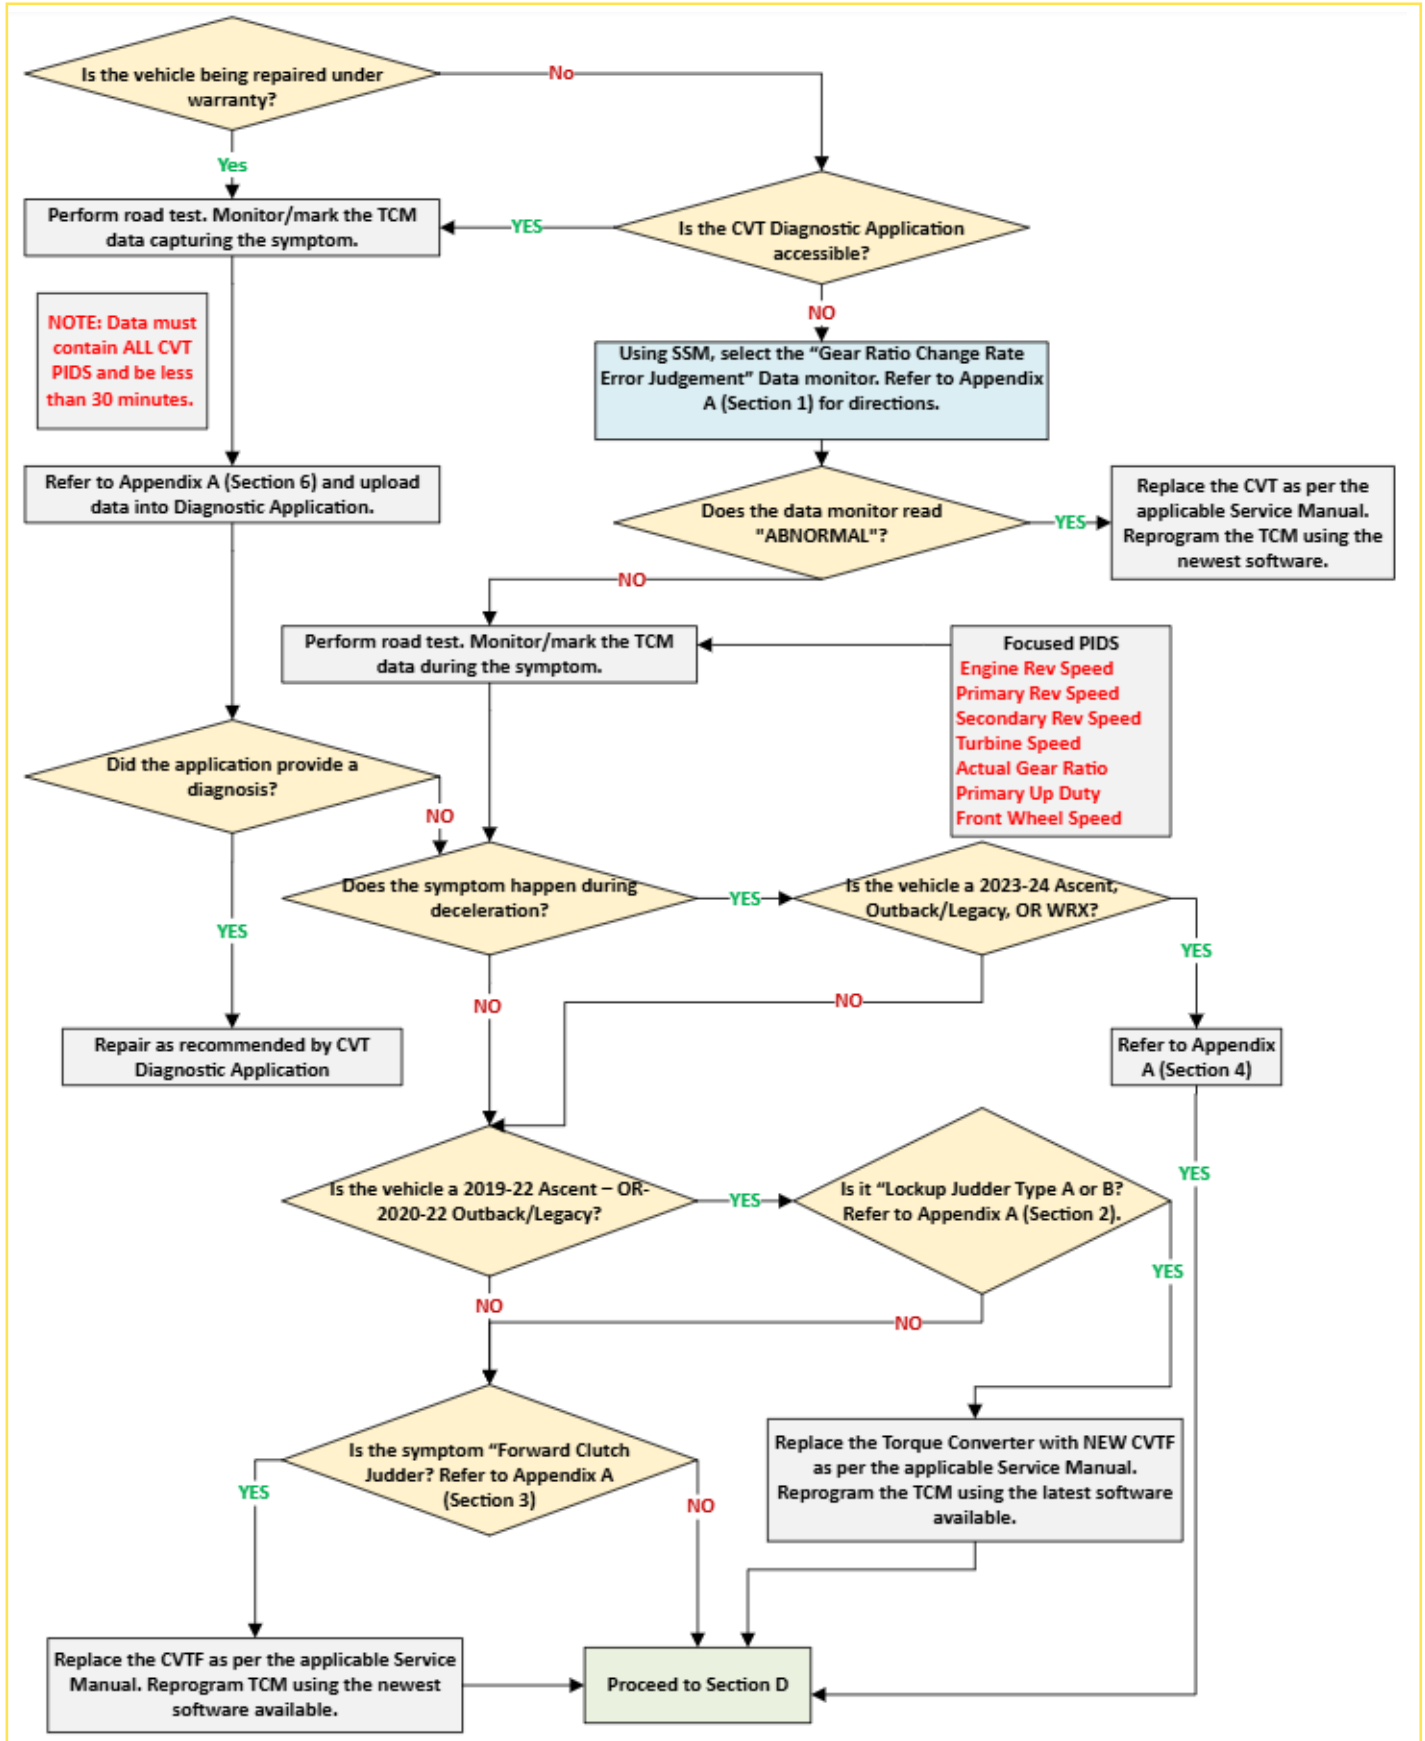 Is the vehicle being repaired under
warranty?
No
Yes
Perform road test. Monitor/mark the TCM
data capturing the symptom.
YES
Is the CVT Diagnostic Application
accessible?
NO
NOTE: Data must
contain ALL CVT
PIDS and be less
than 30 minutes.
Using SSM, select the “Gear Ratio Change Rate
Error Judgement” Data monitor. Refer to Appendix
A (Section 1) for directions.
Refer to Appendix A (Section 6) and upload
data into Diagnostic Application.
Does the data monitor read
"ABNORMAL"?
YES
Replace the CVT as per the
applicable Service Manual.
Reprogram the TCM using the
newest software.
NO
Perform road test. Monitor/mark the TCM
data during the symptom.
Focused PIDS
Engine Rev Speed
Primary Rev Speed
Secondary Rev Speed
Turbine Speed
Actual Gear Ratio
Primary Up Duty
Front Wheel Speed
Did the application provide a
diagnosis?
NO
YES
Does the symptom happen during
deceleration?
YES
Is the vehicle a 2023-24 Ascent,
Outback/Legacy, OR WRX?
YES
NO
NO
Repair as recommended by CVT
Diagnostic Application
Refer to Appendix
A (Section 4)
YES
Is the vehicle a 2019-22 Ascent – OR-
2020-22 Outback/Legacy?
YES
Is it “Lockup Judder Type A or B?
Refer to Appendix A (Section 2).
YES
NO
NO
Is the symptom “Forward Clutch
Judder? Refer to Appendix A
(Section 3)
YES
NO
Replace the Torque Converter with NEW CVTF
as per the applicable Service Manual.
Reprogram the TCM using the latest software
available.
Replace the CVTF as per the applicable Service
Manual. Reprogram TCM using the newest
software available.
Proceed to Section D